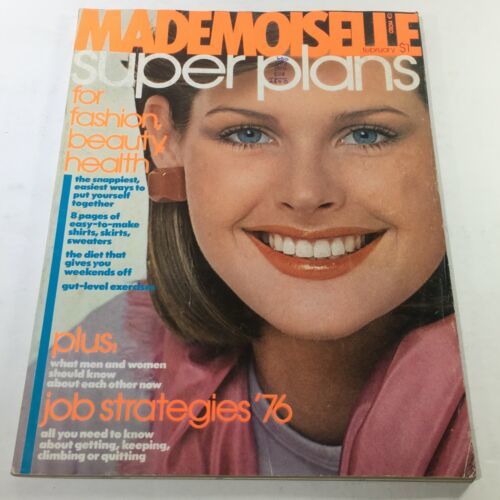 MADEMOISELLE
february $1
super plans
for
fashion,
beauty,
health
the snappiest,
easiest ways to
put yourself
together
8 pages of
easy-to-make
shirts, skirts,
sweaters
the diet that
gives you
weekends off
gut-level exercises
plus:
what men and women
should know
about each other now
job strategies '76
all you need to know
about getting, keeping,
climbing or quitting